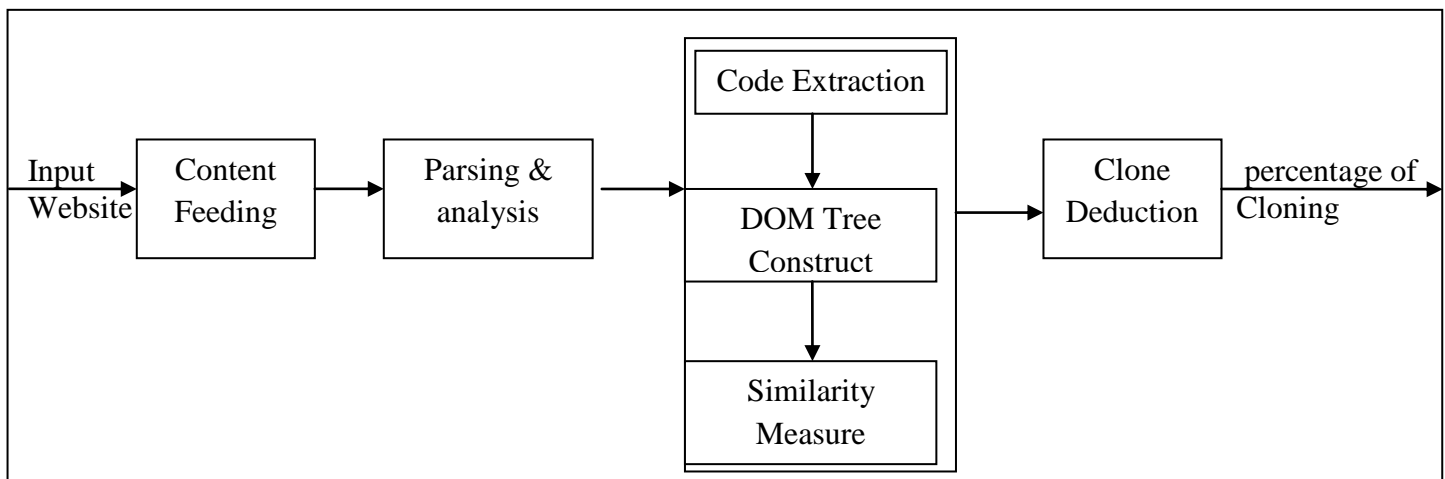 Input
Website
Content
Feeding
Parsing &
analysis
Code Extraction
DOM Tree
Construct
Similarity
Measure
Clone
Deduction
percentage of
Cloning